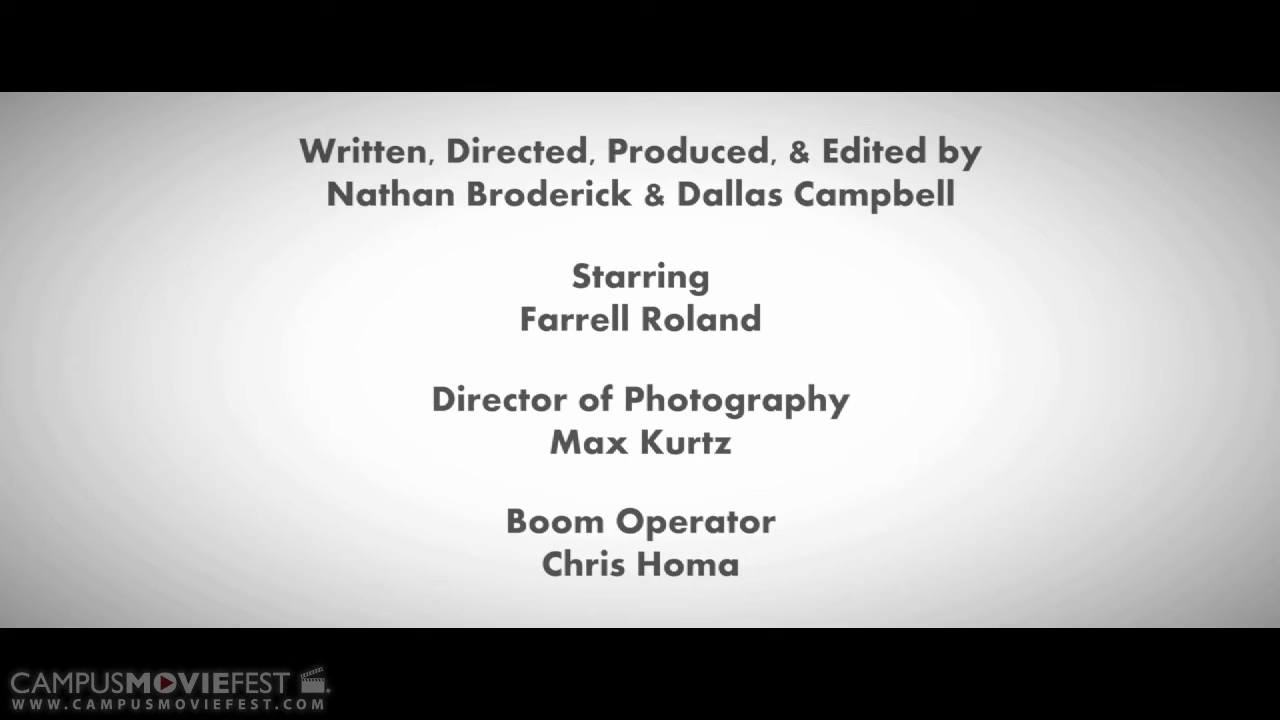 Written, Directed, Produced, & Edited by
Nathan Broderick & Dallas Campbell
Starring
Farrell Roland
Director of Photography
Max Kurtz
Boom Operator
Chris Homa
CAMPUSMOVIEFEST
WWW.CAMPUSMOVIEFEST.COM